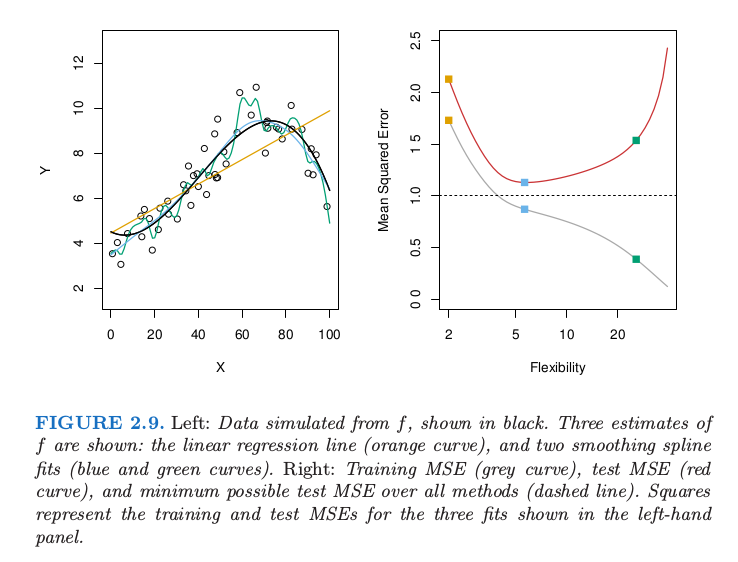 12
10
8
6
4
2
Y
0 20 40 60 80 100
X
2.5
2.0
1.5
1.0
0.5
0 0
Mean Squared Error
2 5 10 20
Flexibility
FIGURE 2.9. Left: Data simulated from f, shown in black. Three estimates of
f are shown: the linear regression line (orange curve), and two smoothing spline
fits (blue and green curves). Right: Training MSE (grey curve), test MSE (red
curve), and minimum possible test MSE over all methods (dashed line). Squares
represent the training and test MSEs for the three fits shown in the left-hand
panel.